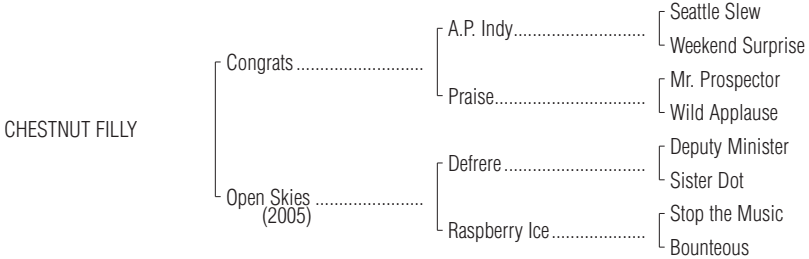 Seattle Slew
A.P. Indy..................................
Weekend Surprise
Congrats ..........................
Mr. Prospector
Praise.......................................
Wild Applause
CHESTNUT FILLY
Deputy Minister
Defrere ....................................
Sister Dot
Open Skies ......................
(2005)
Stop the Music
Raspberry Ice........................
Bounteous